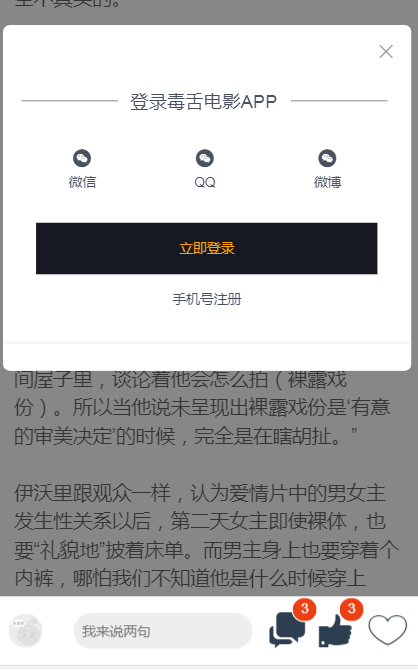 至不真实的。
登录毒舌电影APP
微信 QQ 微博
立即登录
手机号注册
间屋子里，谈论着他会怎么拍（裸露戏
份）。所以当他说未呈现出裸露戏份是‘有意
的审美决定’的时候，完全是在瞎胡扯。”
伊沃里跟观众一样，认为爱情片中的男女主
发生性关系以后，第二天女主即使裸体，也
要“礼貌地”披着床单。而男主身上也要穿着个
内裤，哪怕我们不知道他是什么时候穿上
我来说两句 3 3